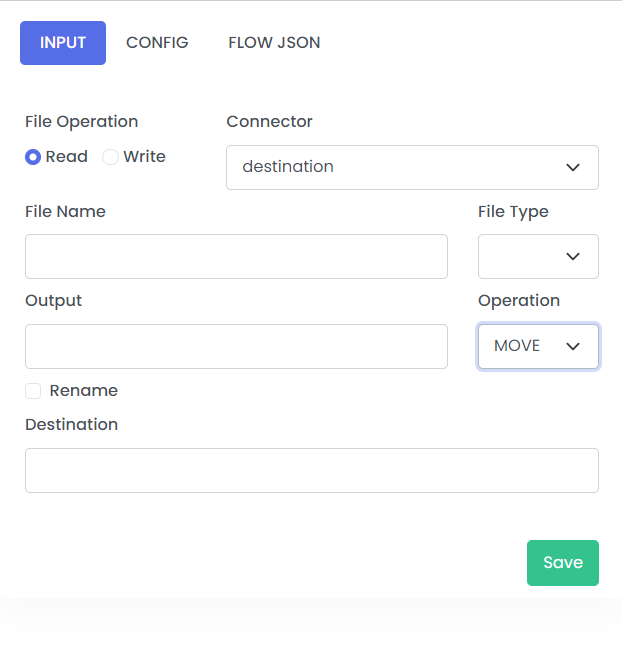 INPUT CONFIG FLOW JSON
File Operation Connector
Read Write destination
File Name File Type
Output Operation
MOVE
Rename
Destination
Save